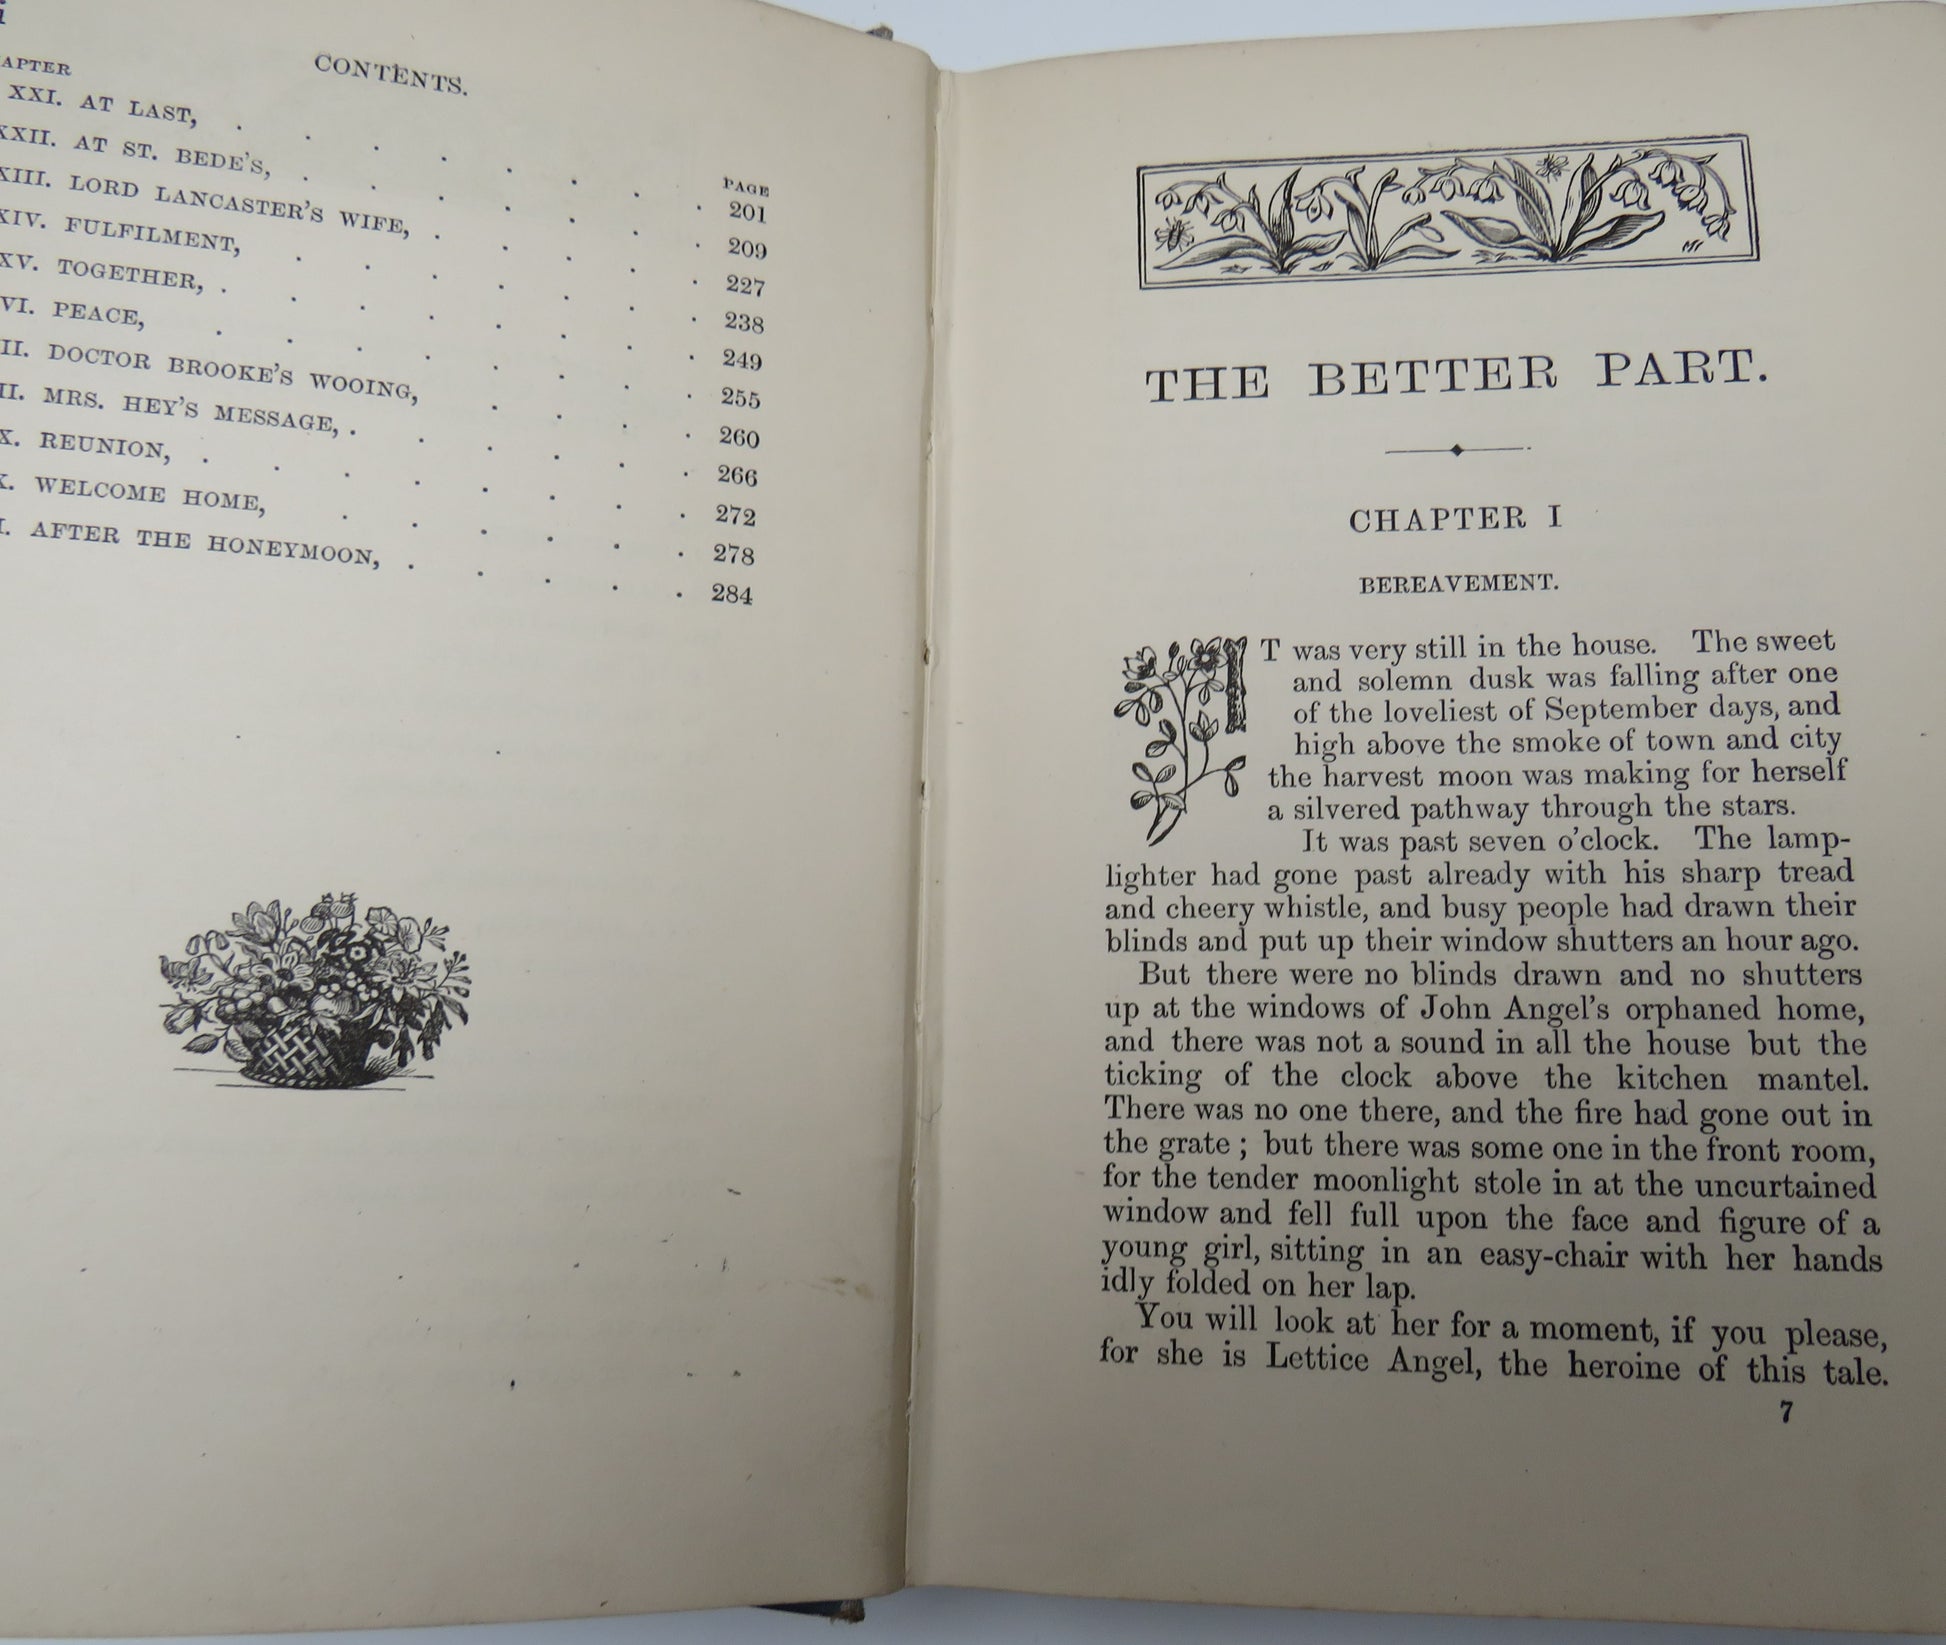 CONTENTS.
APTER PAGE
XXI. AT LAST, . . . . . . . . 201
XXII. AT ST. BEDE'S, . . . . . . . 209
XIII. LORD LANCASTER'S WIFE, . . . . . 227
XIV. FULFILMENT, . . . . . . . 238
XV. TOGETHER, . . . . . . . . 249
VI. PEACE, . . . . . . . . 255
II. DOCTOR BROOKE'S WOOING, . . . . 260
II. MRS. HEY'S MESSAGE, . . . . . . 266
X. REUNION, . . . . . . . . 272
X. WELCOME HOME, . . . . . . 278
I. AFTER THE HONEYMOON, . . . . . 284
THE BETTER PART.
CHAPTER I
BEREAVEMENT.
IT was very still in the house. The sweet
and solemn dusk was falling after one
of the loveliest of September days, and
high above the smoke of town and city
the harvest moon was making for herself
a silvered pathway through the stars.
It was past seven o'clock. The lamp-
lighter had gone past already with his sharp tread
and cheery whistle, and busy people had drawn their
blinds and put up their window shutters an hour ago.
But there were no blinds drawn and no shutters
up at the windows of John Angel's orphaned home,
and there was not a sound in all the house but the
ticking of the clock above the kitchen mantel.
There was no one there, and the fire had gone out in
the grate ; but there was some one in the front room,
for the tender moonlight stole in at the uncurtained
window and fell full upon the face and figure of a
young girl, sitting in an easy-chair with her hands
idly folded on her lap.
You will look at her for a moment, if you please,
for she is Lettice Angel, the heroine of this tale.
7